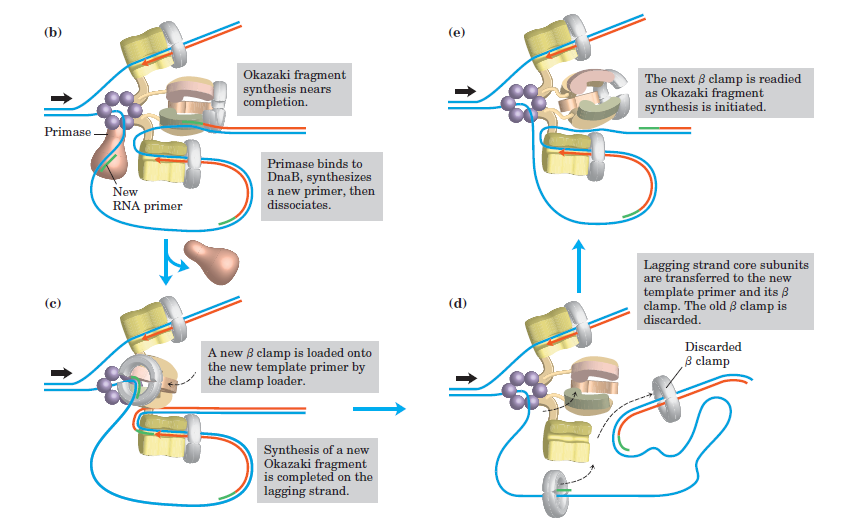 (b)
Okazaki fragment
synthesis nears
completion.
Primase
Primase binds to
DnaB, synthesizes
a new primer, then
dissociates.
New
RNA primer
(c)
A new β clamp is loaded onto
the new template primer by
the clamp loader.
Synthesis of a new
Okazaki fragment
is completed on the
lagging strand.
(e)
The next β clamp is readied
as Okazaki fragment
synthesis is initiated.
(d)
Lagging strand core subunits
are transferred to the new
template primer and its β
clamp. The old β clamp is
discarded.
Discarded
β clamp